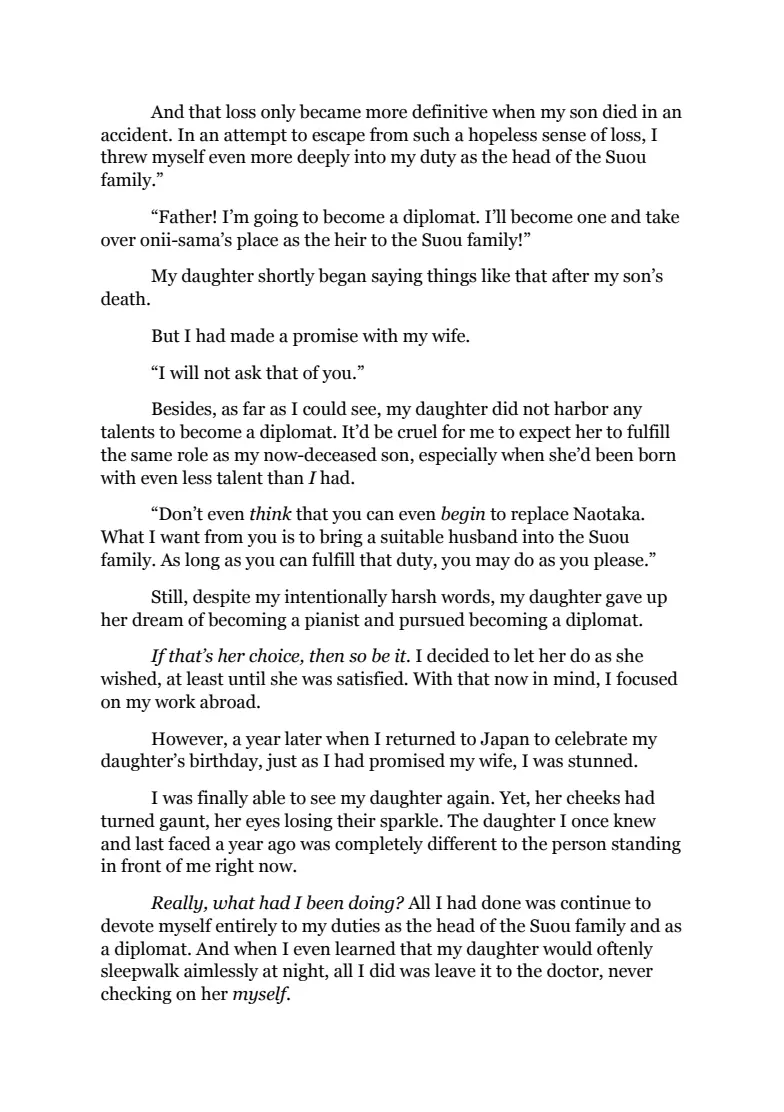 And that loss only became more definitive when my son died in an
accident. In an attempt to escape from such a hopeless sense of loss, I
threw myself even more deeply into my duty as the head of the Suou
family.”
“Father! I’m going to become a diplomat. I’ll become one and take
over onii-sama’s place as the heir to the Suou family!”
My daughter shortly began saying things like that after my son’s
death.
But I had made a promise with my wife.
“I will not ask that of you.”
Besides, as far as I could see, my daughter did not harbor any
talents to become a diplomat. It’d be cruel for me to expect her to fulfill
the same role as my now-deceased son, especially when she’d been born
with even less talent than I had.
“Don’t even think that you can even begin to replace Naotaka.
What I want from you is to bring a suitable husband into the Suou
family. As long as you can fulfill that duty, you may do as you please.”
Still, despite my intentionally harsh words, my daughter gave up
her dream of becoming a pianist and pursued becoming a diplomat.
If that’s her choice, then so be it. I decided to let her do as she
wished, at least until she was satisfied. With that now in mind, I focused
on my work abroad.
However, a year later when I returned to Japan to celebrate my
daughter’s birthday, just as I had promised my wife, I was stunned.
I was finally able to see my daughter again. Yet, her cheeks had
turned gaunt, her eyes losing their sparkle. The daughter I once knew
and last faced a year ago was completely different to the person standing
in front of me right now.
Really, what had I been doing? All I had done was continue to
devote myself entirely to my duties as the head of the Suou family and as
a diplomat. And when I even learned that my daughter would oftenly
sleepwalk aimlessly at night, all I did was leave it to the doctor, never
checking on her myself.